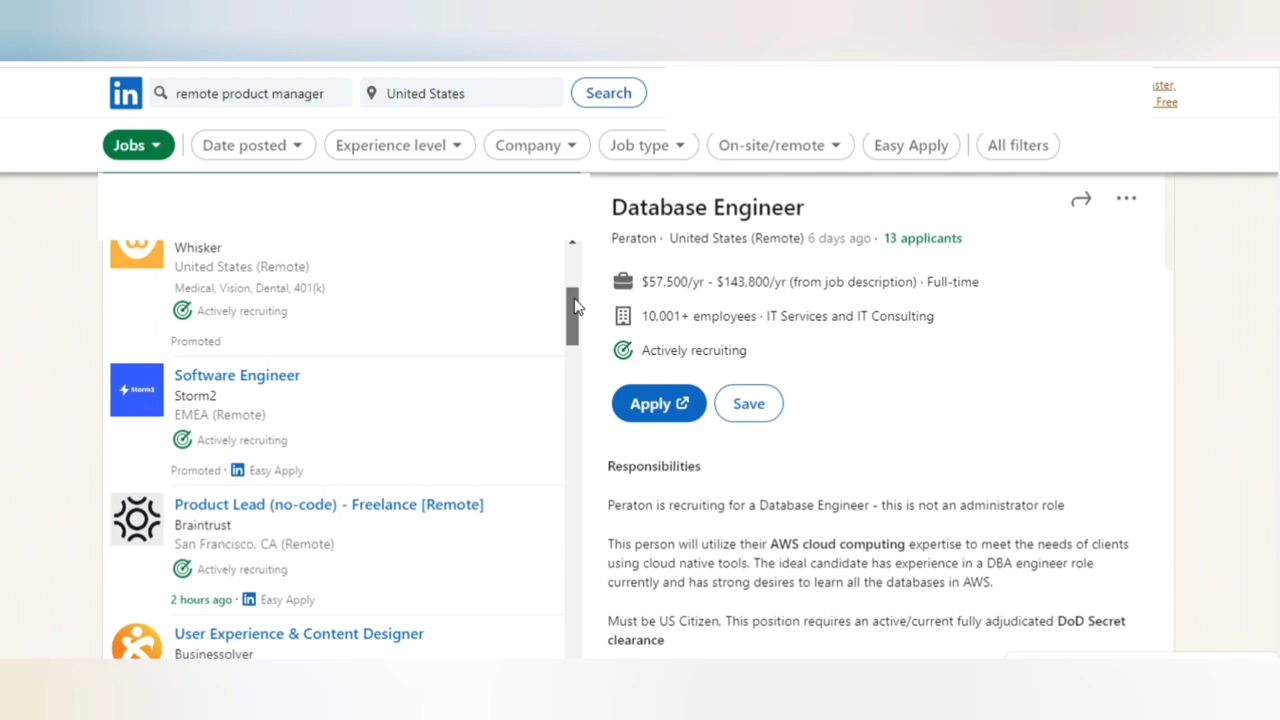 in
remote product manager
United States
Search
ster,
Free
Jobs
Date posted
Experience level
Company
Job type
On-site/remote
Easy Apply
All filters
Whisker
United States (Remote)
Medical, Vision, Dental, 401(k)
Actively recruiting
Promoted
Storm2
Software Engineer
Storm2
EMEA (Remote)
Actively recruiting
Promoted · in Easy Apply
Product Lead (no-code) - Freelance [Remote]
Braintrust
San Francisco, CA (Remote)
Actively recruiting
2 hours ago · in Easy Apply
User Experience & Content Designer
Businessolver
Database Engineer
Peraton · United States (Remote) 6 days ago · 13 applicants
$57,500/yr - $143,800/yr (from job description) · Full-time
10,001+ employees · IT Services and IT Consulting
Actively recruiting
Apply
Save
Responsibilities
Peraton is recruiting for a Database Engineer - this is not an administrator role
This person will utilize their AWS cloud computing expertise to meet the needs of clients
using cloud native tools. The ideal candidate has experience in a DBA engineer role
currently and has strong desires to learn all the databases in AWS.
Must be US Citizen. This position requires an active/current fully adjudicated DoD Secret
clearance